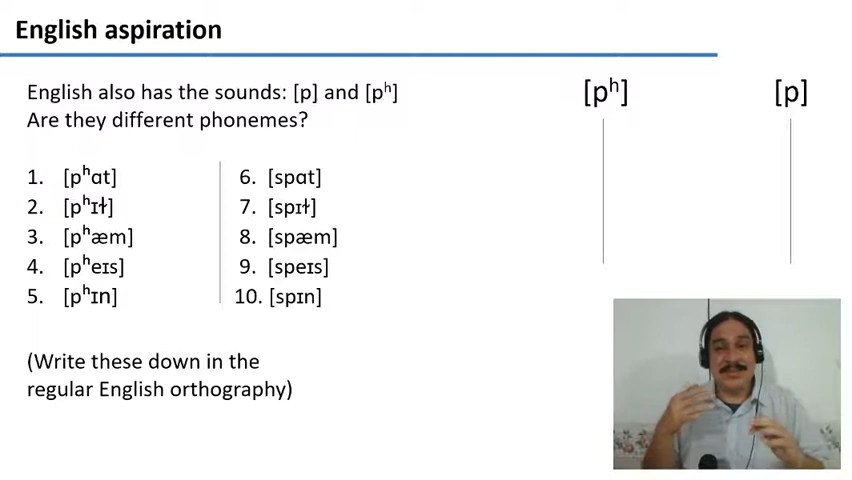 English aspiration
English also has the sounds: [p] and [pʰ]
Are they different phonemes?
1. [pʰɑt]
2. [pʰɪɫ]
3. [pʰæm]
4. [pʰeɪs]
5. [pʰɪn]
6. [spɑt]
7. [spɪɫ]
8. [spæm]
9. [speɪs]
10. [spɪn]
(Write these down in the
regular English orthography)
[pʰ] [p]